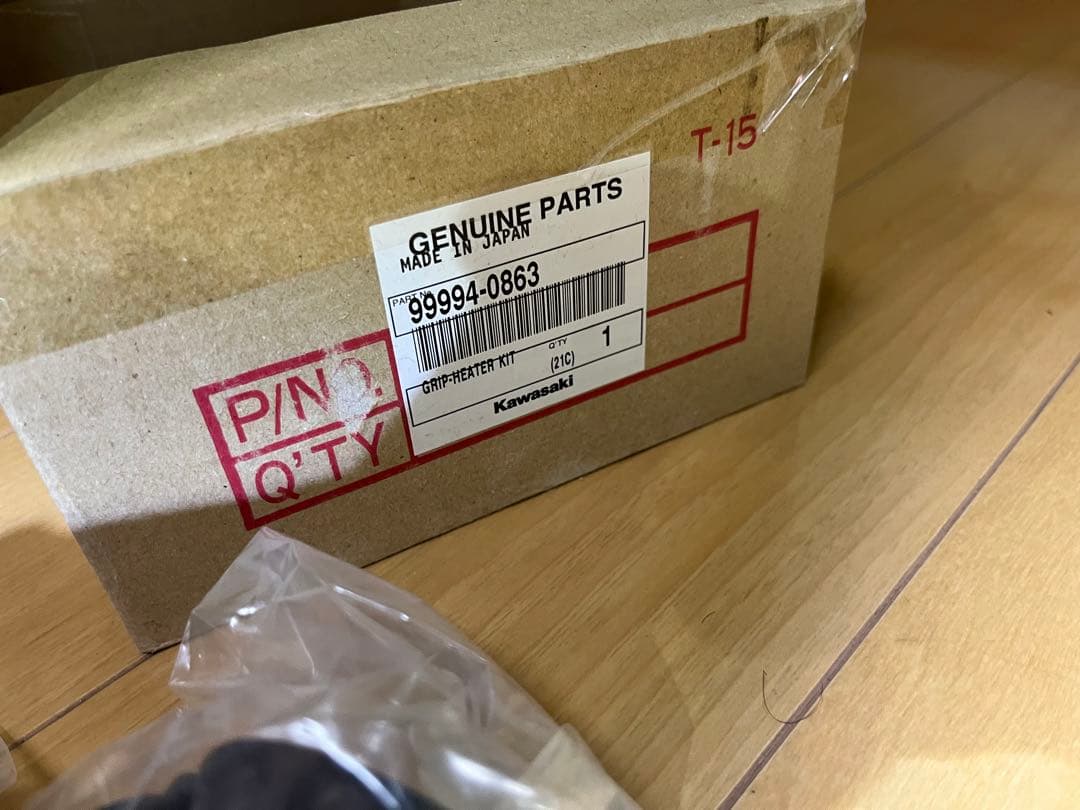 T-15
GENUINE PARTS
MADE IN JAPAN
PART No.
99994-0863
GRIP-HEATER KIT
Q'TY
(21C)
1
Kawasaki
P/NO.
Q'TY